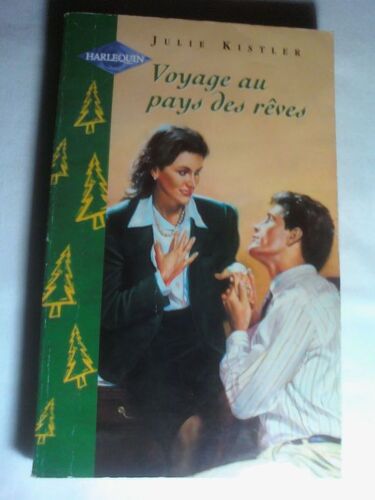 JULIE KISTLER
HARLEQUIN
Voyage au
pays des rêves